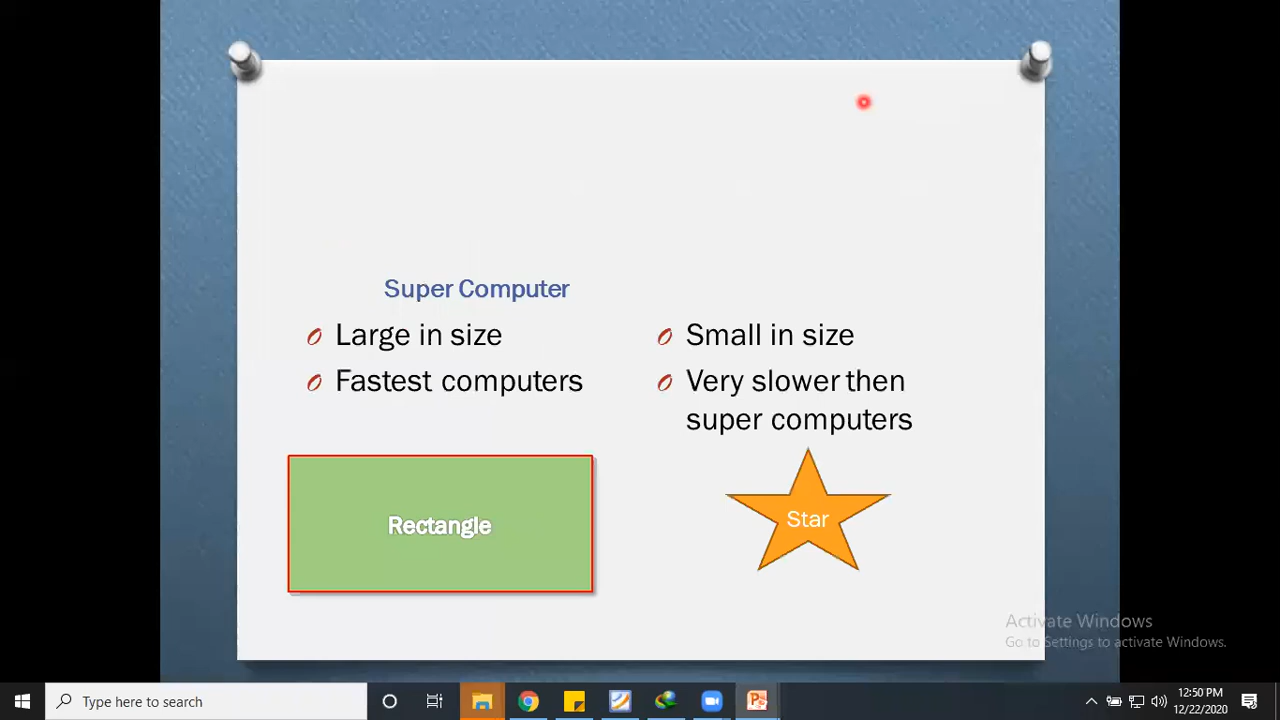 Super Computer
Large in size
Fastest computers
Small in size
Very slower then
super computers
Rectangle
Star
Activate Windows
Go to Settings to activate Windows.
Type here to search
12:50 PM
12/22/2020